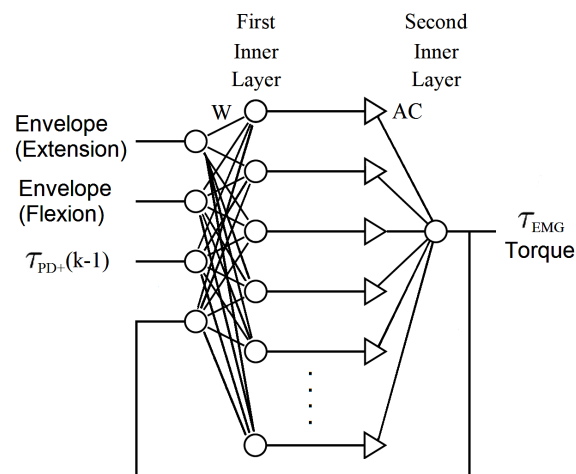 First
Inner
Layer
Second
Inner
Layer
W
AC
Envelope
(Extension)
Envelope
(Flexion)
τPD+(k-1)
τEMG
Torque